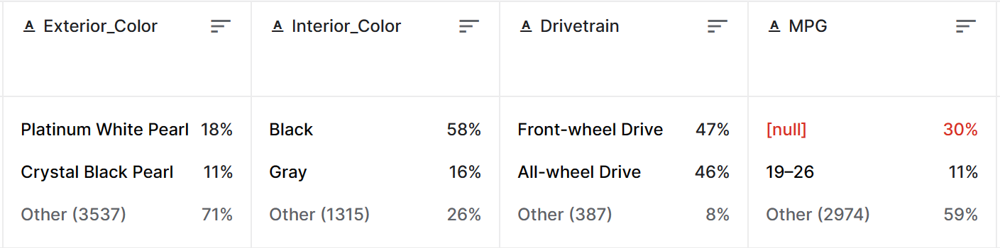 A Exterior_Color
A Interior_Color
A Drivetrain
A MPG
Platinum White Pearl 18%
Crystal Black Pearl 11%
Other (3537) 71%
Black 58%
Gray 16%
Other (1315) 26%
Front-wheel Drive 47%
All-wheel Drive 46%
Other (387) 8%
[null] 30%
19–26 11%
Other (2974) 59%